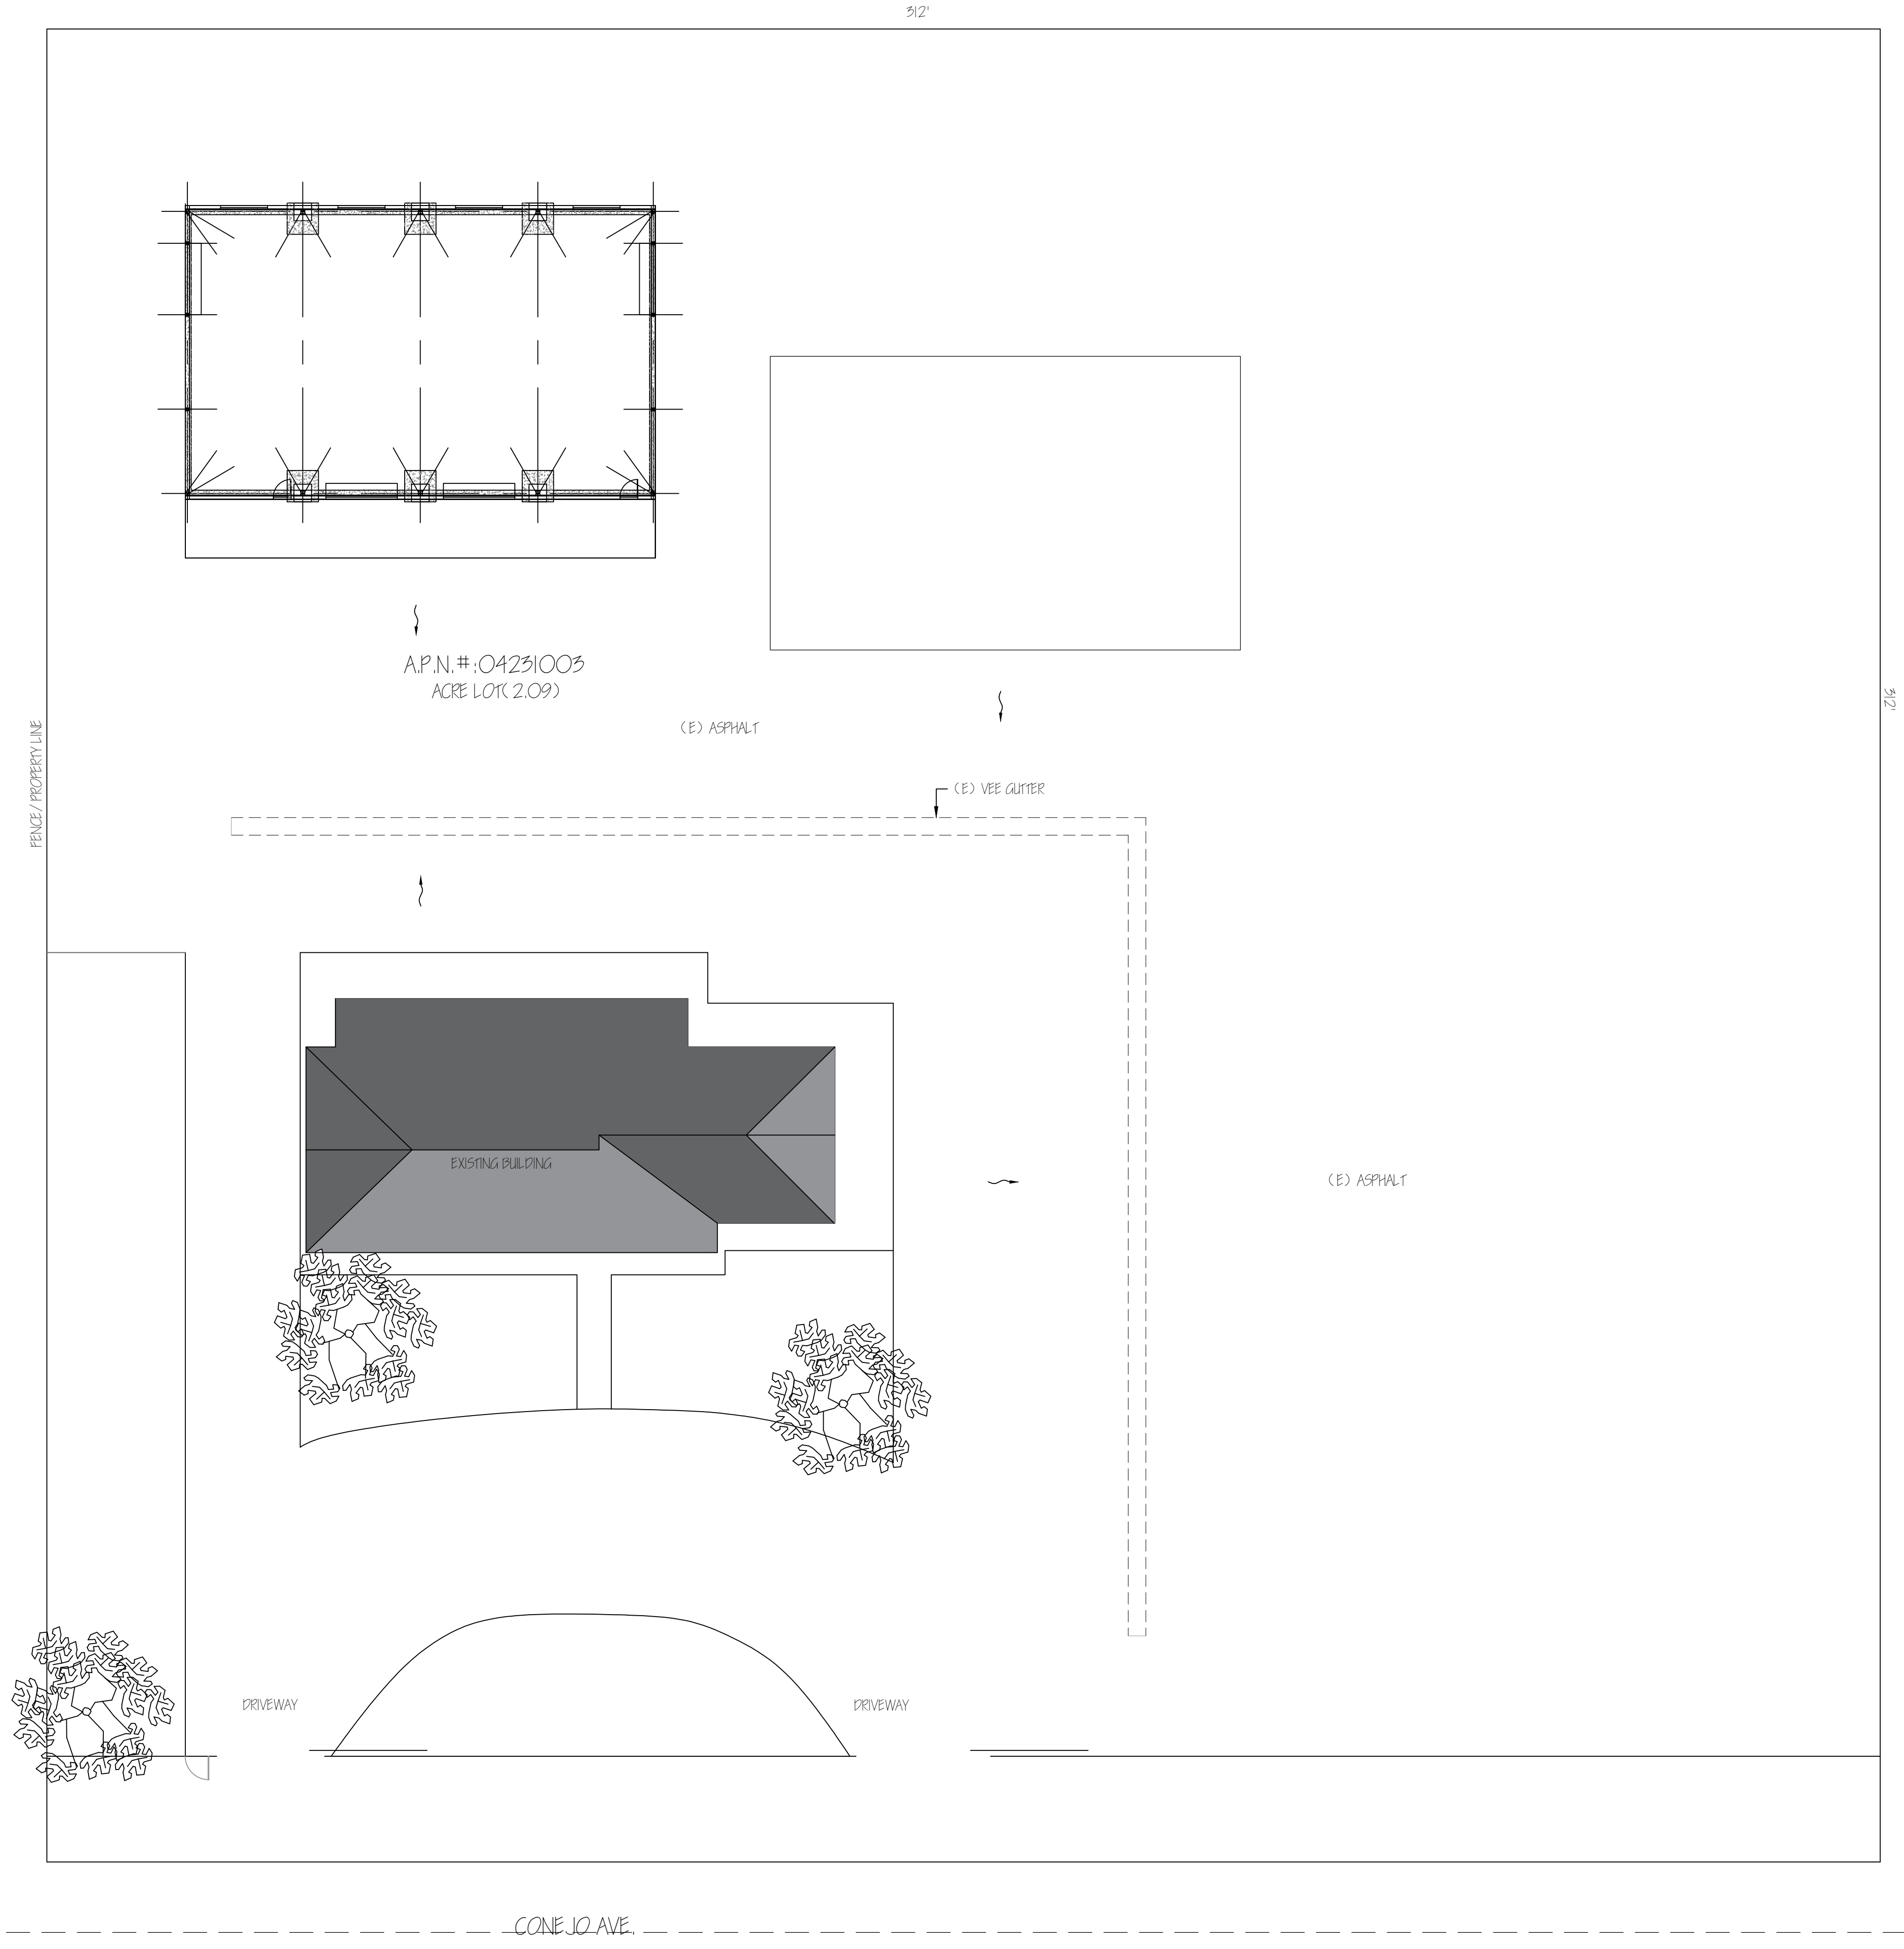 312'
A.P.N.#:04231003
ACRE LOT(2.09)
312'
(E) ASPHALT
FENCE/ PROPERTY LINE
(E) VEE GUTTER
EXISTING BUILDING
(E) ASPHALT
DRIVEWAY
DRIVEWAY
CONEJO AVE.